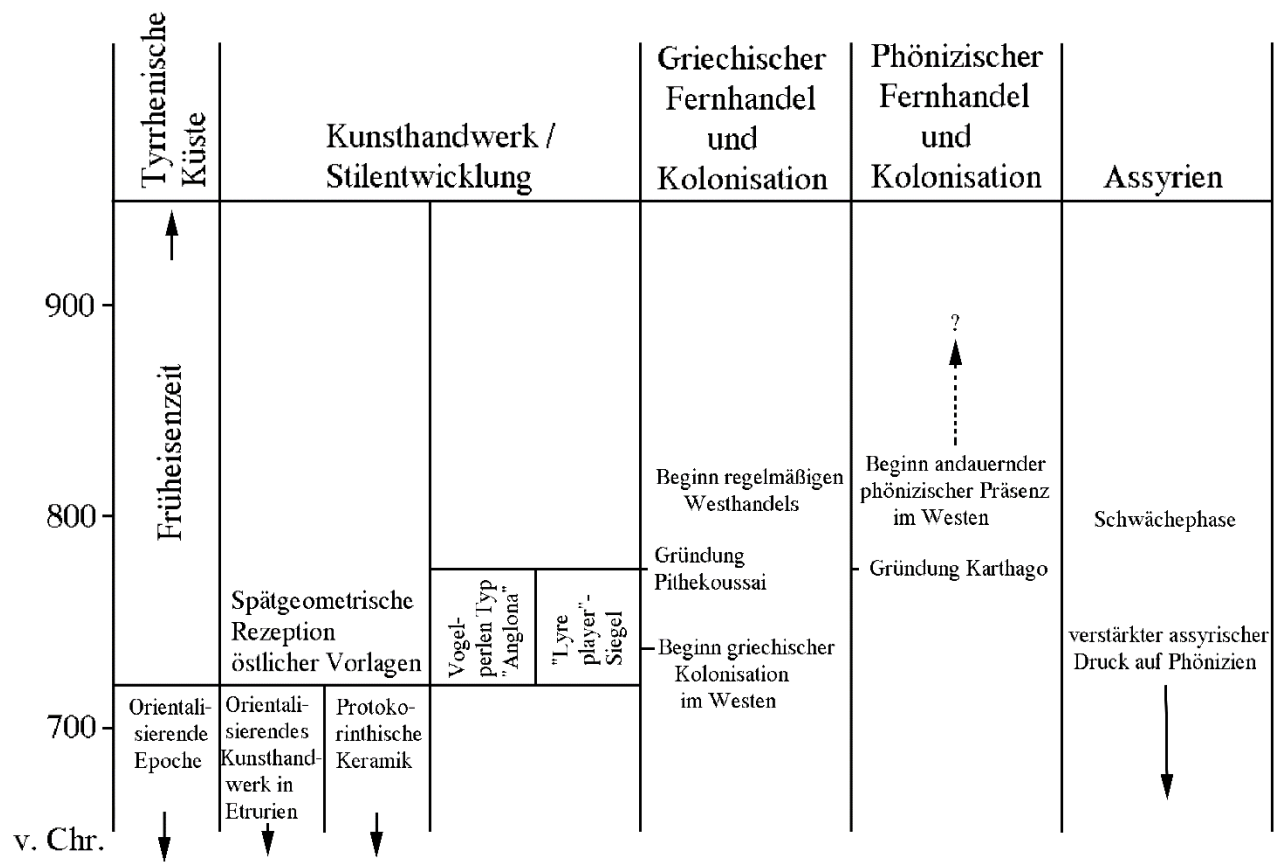 Tyrrhenische
Küste
Kunsthandwerk /
Stilentwicklung
Griechischer
Fernhandel
und
Kolonisation
Phönizischer
Fernhandel
und
Kolonisation
Assyrien
900
800
700
v. Chr.
Früheisenzeit
Orientali-
sierende
Epoche
Spätgeometrische
Rezeption
östlicher Vorlagen
Orientali-
sierendes
Kunsthand-
werk in
Etrurien
Protoko-
rinthische
Keramik
Vogel-
perlen Typ
"Anglona"
"Lyre
player"-
Siegel
Beginn regelmäßigen
Westhandels
Gründung
Pithekoussai
Beginn griechischer
Kolonisation
im Westen
?
Beginn andauernder
phönizischer Präsenz
im Westen
Gründung Karthago
Schwächephase
verstärkter assyrischer
Druck auf Phönizien